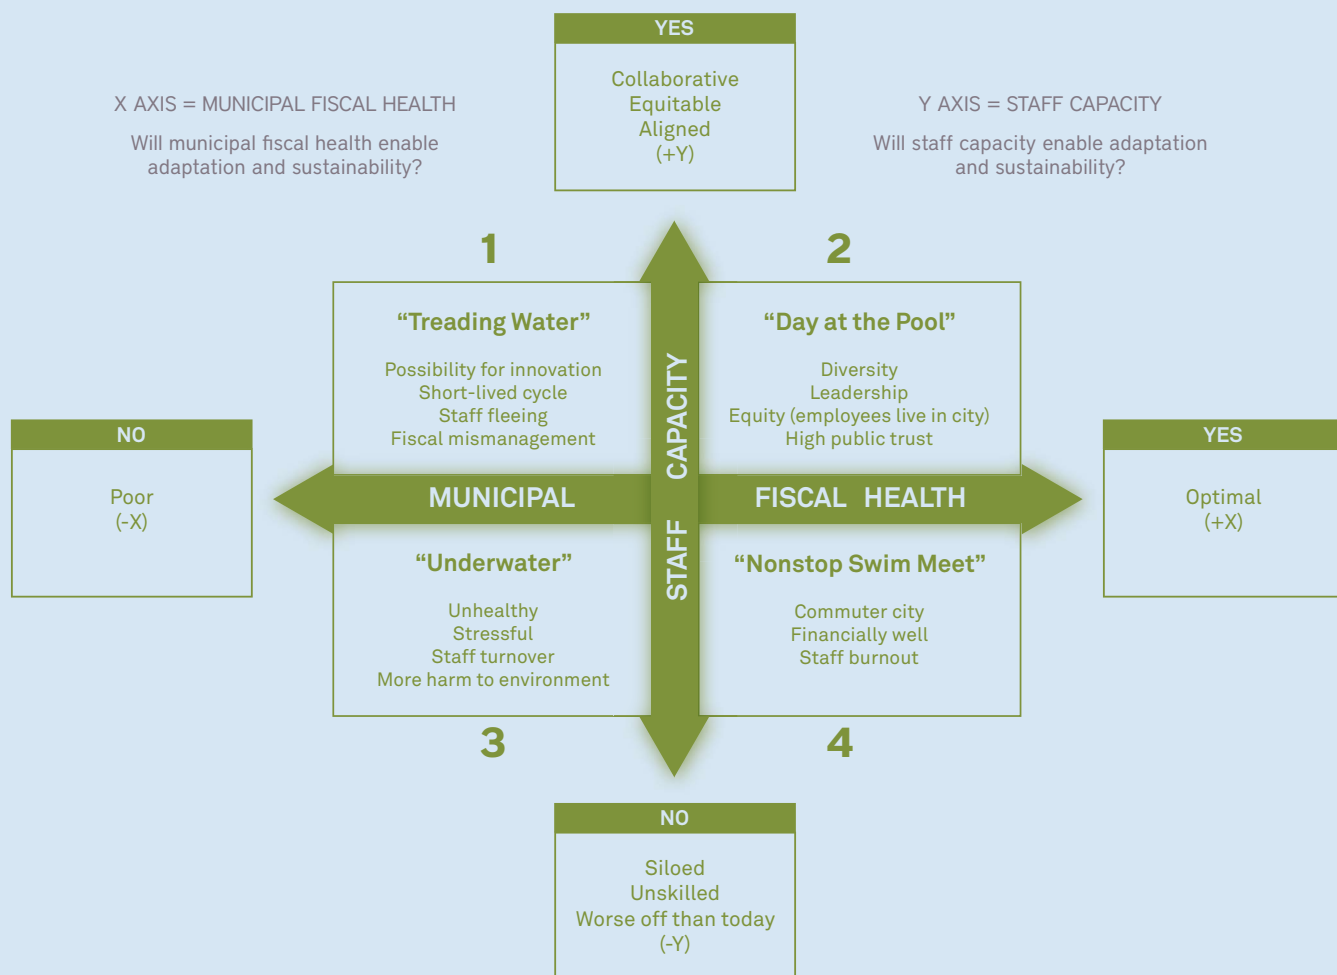 YES
Collaborative
Equitable
Aligned
(+Y)
X AXIS = MUNICIPAL FISCAL HEALTH
Will municipal fiscal health enable
adaptation and sustainability?
Y AXIS = STAFF CAPACITY
Will staff capacity enable adaptation
and sustainability?
1
“Treading Water”
Possibility for innovation
Short-lived cycle
Staff fleeing
Fiscal mismanagement
2
“Day at the Pool”
Diversity
Leadership
Equity (employees live in city)
High public trust
NO
Poor
(-X)
MUNICIPAL FISCAL HEALTH
STAFF CAPACITY
YES
Optimal
(+X)
“Underwater”
Unhealthy
Stressful
Staff turnover
More harm to environment
3
“Nonstop Swim Meet”
Commuter city
Financially well
Staff burnout
4
NO
Siloed
Unskilled
Worse off than today
(-Y)